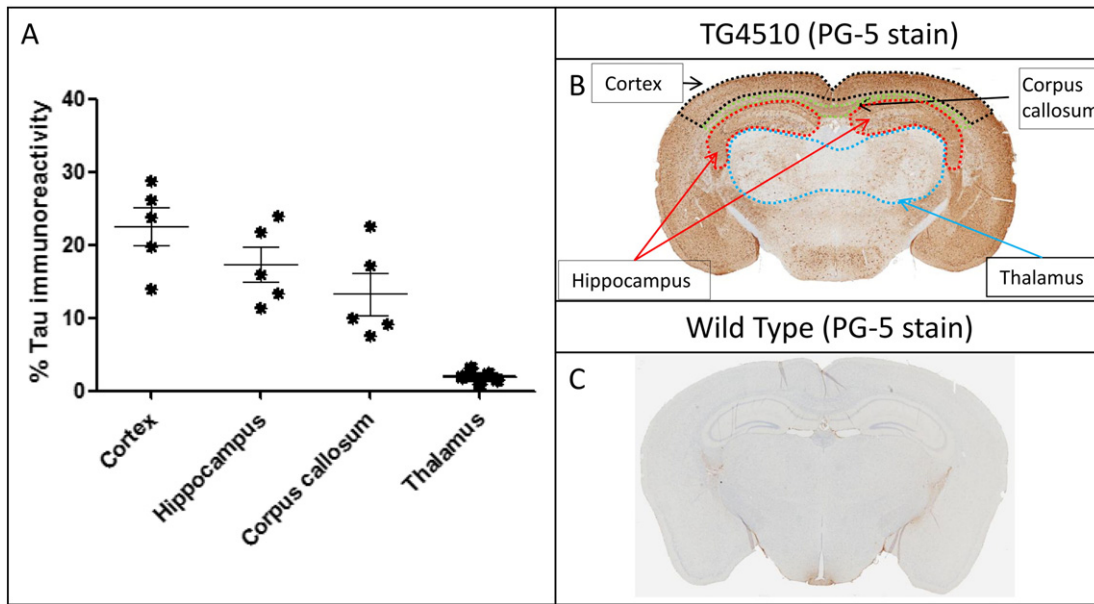 A
% Tau immunoreactivity
40
30
20
10
0
Cortex
Hippocampus
Corpus callosum
Thalamus
TG4510 (PG-5 stain)
B
Cortex
Corpus
callosum
Hippocampus
Thalamus
Wild Type (PG-5 stain)
C